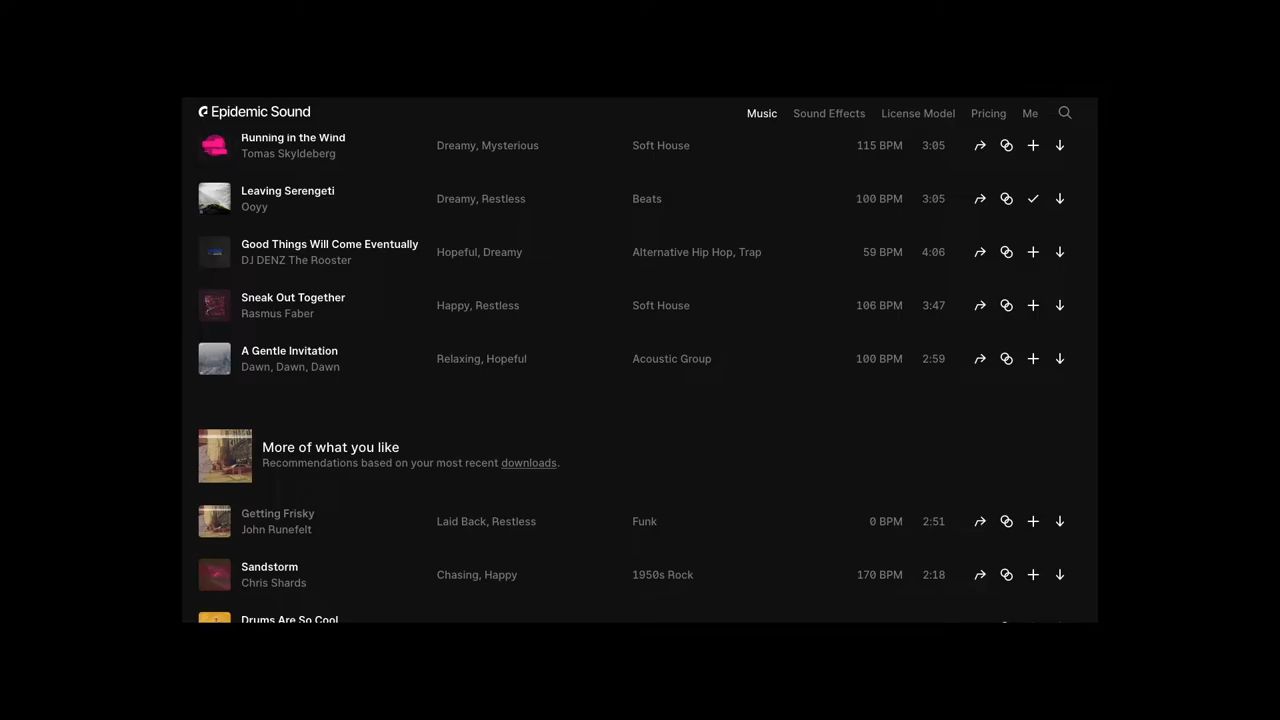 Epidemic Sound
Music Sound Effects License Model Pricing Me
Running in the Wind
Tomas Skyldeberg
Dreamy, Mysterious
Soft House
115 BPM
3:05
Leaving Serengeti
Ooyy
Dreamy, Restless
Beats
100 BPM
3:05
Good Things Will Come Eventually
DJ DENZ The Rooster
Hopeful, Dreamy
Alternative Hip Hop, Trap
59 BPM
4:06
Sneak Out Together
Rasmus Faber
Happy, Restless
Soft House
106 BPM
3:47
A Gentle Invitation
Dawn, Dawn, Dawn
Relaxing, Hopeful
Acoustic Group
100 BPM
2:59
More of what you like
Recommendations based on your most recent downloads.
Getting Frisky
John Runefelt
Laid Back, Restless
Funk
0 BPM
2:51
Sandstorm
Chris Shards
Chasing, Happy
1950s Rock
170 BPM
2:18
Drums Are So Cool